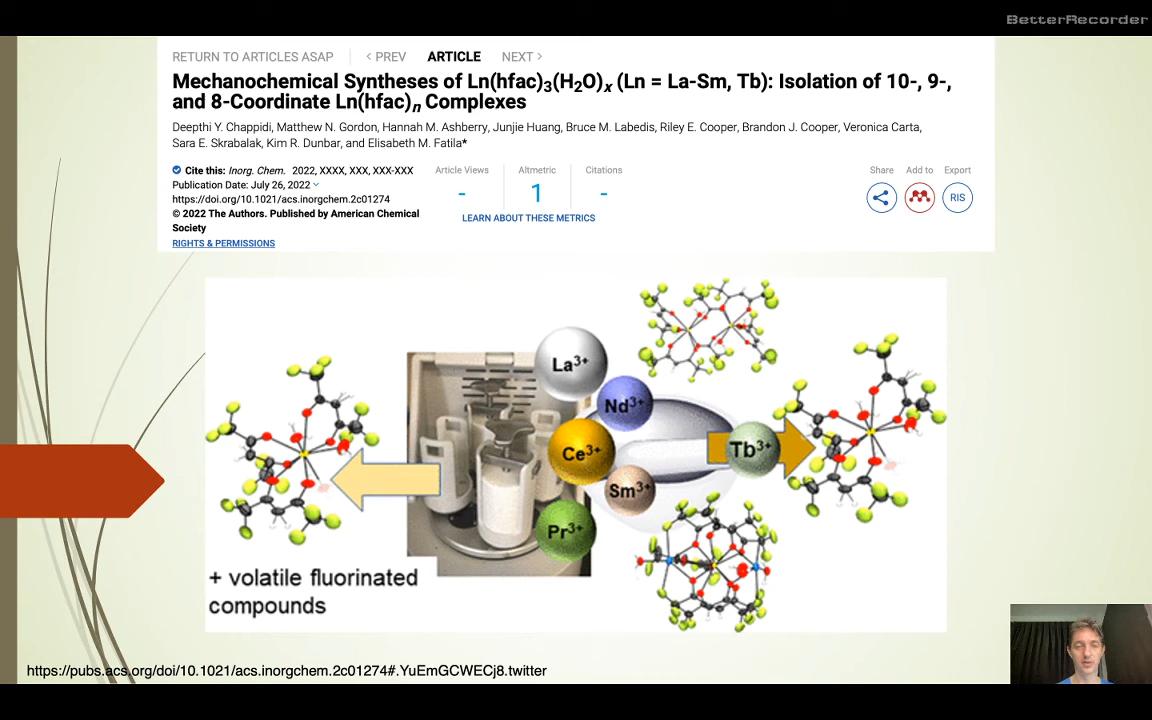 BetterRecorder
RETURN TO ARTICLES ASAP < PREV ARTICLE NEXT >
Mechanochemical Syntheses of Ln(hfac)₃(H₂O)ₓ (Ln = La-Sm, Tb): Isolation of 10-, 9-,
and 8-Coordinate Ln(hfac)ₙ Complexes
Deepthi Y. Chappidi, Matthew N. Gordon, Hannah M. Ashberry, Junjie Huang, Bruce M. Labedis, Riley E. Cooper, Brandon J. Cooper, Veronica Carta,
Sara E. Skrabalak, Kim R. Dunbar, and Elisabeth M. Fatila*
Cite this: Inorg. Chem. 2022, XXXX, XXX, XXX-XXX
Publication Date: July 26, 2022
https://doi.org/10.1021/acs.inorgchem.2c01274
© 2022 The Authors. Published by American Chemical
Society
RIGHTS & PERMISSIONS
Article Views Altmetric Citations
- 1 -
LEARN ABOUT THESE METRICS
Share Add to Export
RIS
La³⁺
Nd³⁺
Ce³⁺
Tb³⁺
Sm³⁺
Pr³⁺
+ volatile fluorinated
compounds
https://pubs.acs.org/doi/10.1021/acs.inorgchem.2c01274#.YuEmGCWECj8.twitter